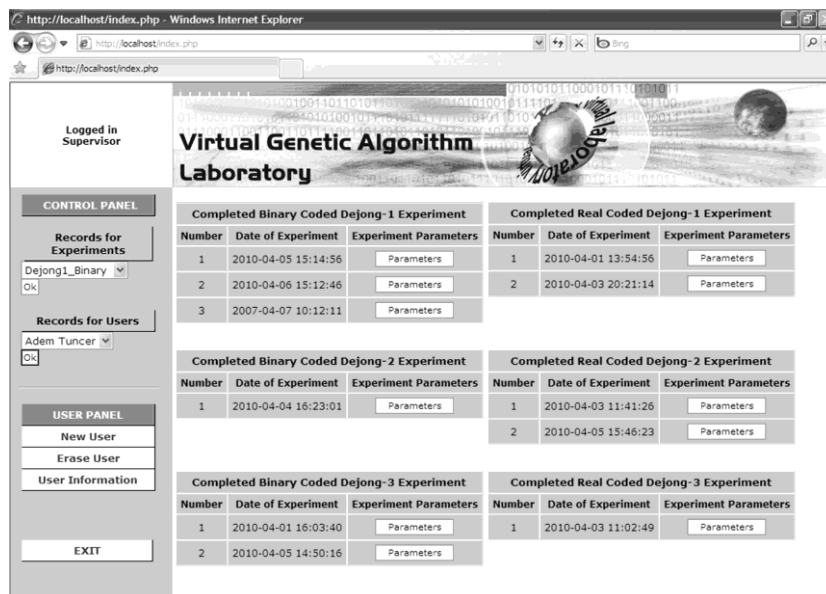 http://localhost/index.php - Windows Internet Explorer
http://localhost/index.php
Bing
http://localhost/index.php
Logged in
Supervisor
Virtual Genetic Algorithm
Laboratory
CONTROL PANEL
Records for
Experiments
Dejong1_Binary
Ok
Records for Users
Adem Tuncer
Ok
USER PANEL
New User
Erase User
User Information
EXIT
Completed Binary Coded Dejong-1 Experiment
Number Date of Experiment Experiment Parameters
1 2010-04-05 15:14:56 Parameters
2 2010-04-06 15:12:46 Parameters
3 2007-04-07 10:12:11 Parameters
Completed Real Coded Dejong-1 Experiment
Number Date of Experiment Experiment Parameters
1 2010-04-01 13:54:56 Parameters
2 2010-04-03 20:21:14 Parameters
Completed Binary Coded Dejong-2 Experiment
Number Date of Experiment Experiment Parameters
1 2010-04-04 16:23:01 Parameters
Completed Real Coded Dejong-2 Experiment
Number Date of Experiment Experiment Parameters
1 2010-04-03 11:41:26 Parameters
2 2010-04-05 15:46:23 Parameters
Completed Binary Coded Dejong-3 Experiment
Number Date of Experiment Experiment Parameters
1 2010-04-01 16:03:40 Parameters
2 2010-04-05 14:50:16 Parameters
Completed Real Coded Dejong-3 Experiment
Number Date of Experiment Experiment Parameters
1 2010-04-03 11:02:49 Parameters